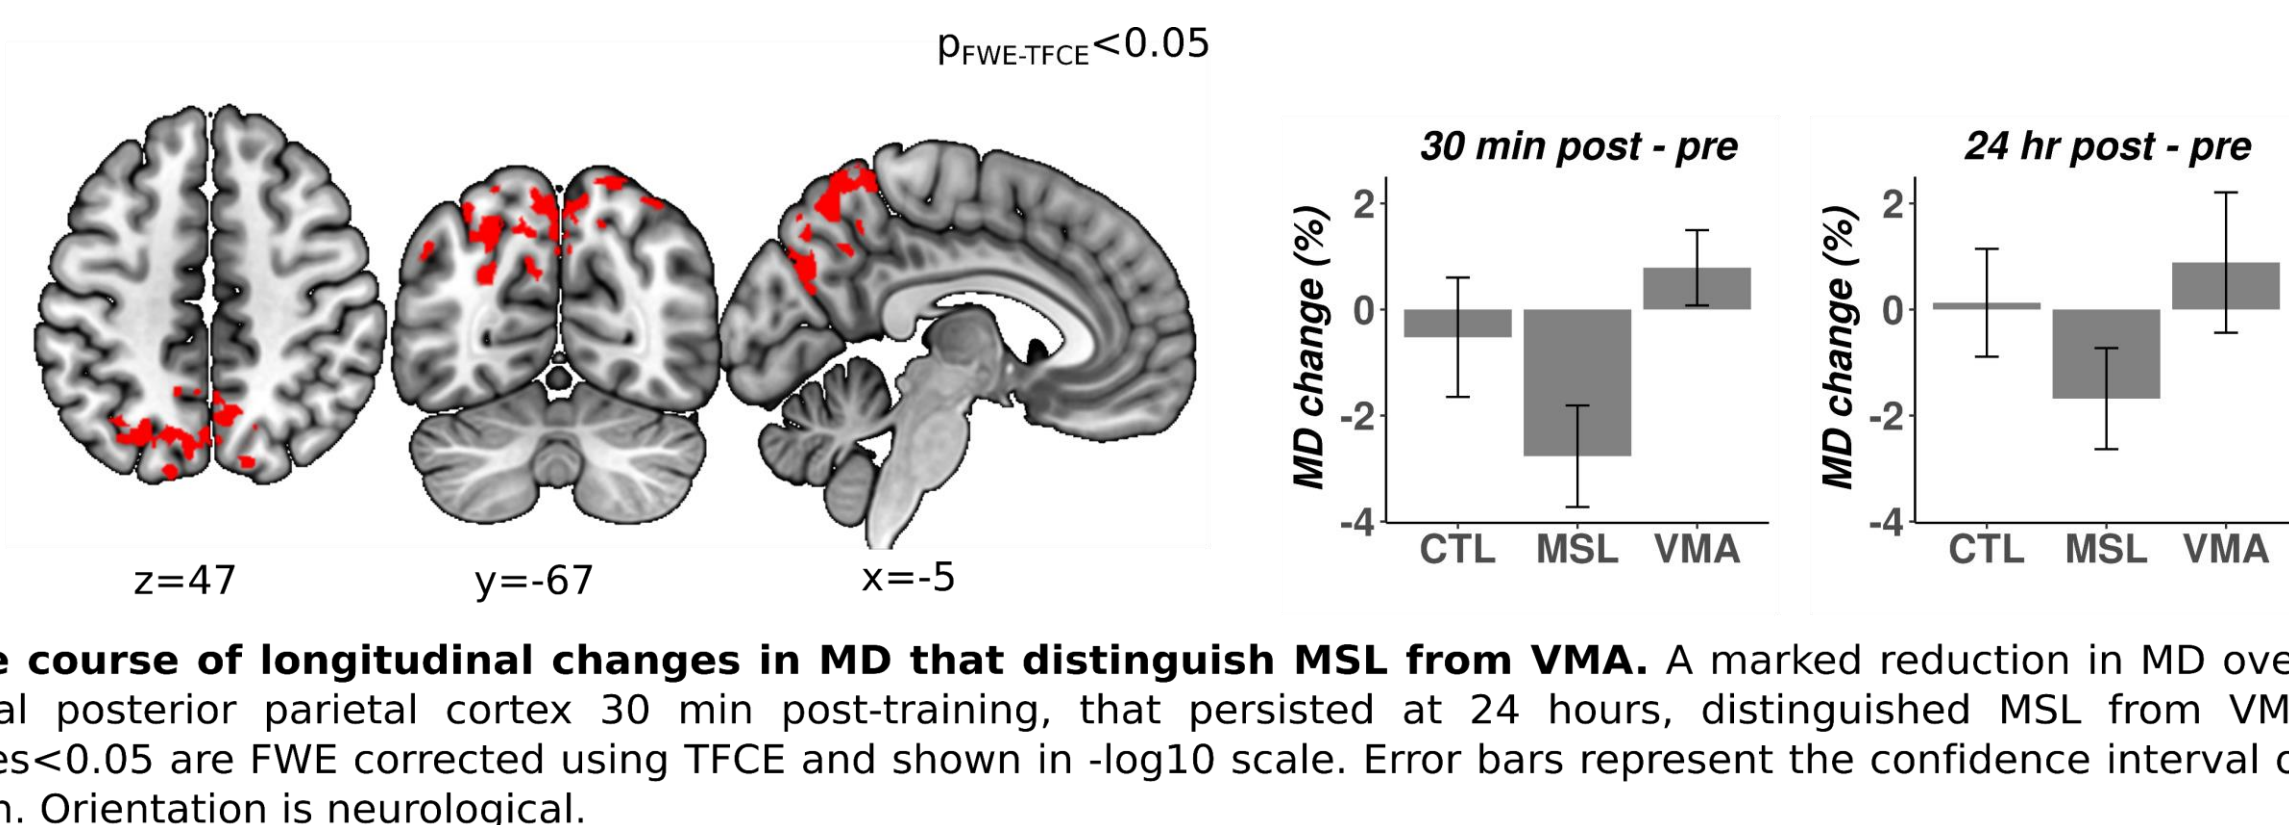 pFWE-TFCE<0.05
z=47
y=-67
x=-5
30 min post - pre
MD change (%)
2
0
-2
-4
CTL MSL VMA
24 hr post - pre
MD change (%)
2
0
-2
-4
CTL MSL VMA
course of longitudinal changes in MD that distinguish MSL from VMA. A marked reduction in MD
posterior parietal cortex 30 min post-training, that persisted at 24 hours, distinguished MSL from
<0.05 are FWE corrected using TFCE and shown in -log10 scale. Error bars represent the confidence interval
Orientation is neurological.